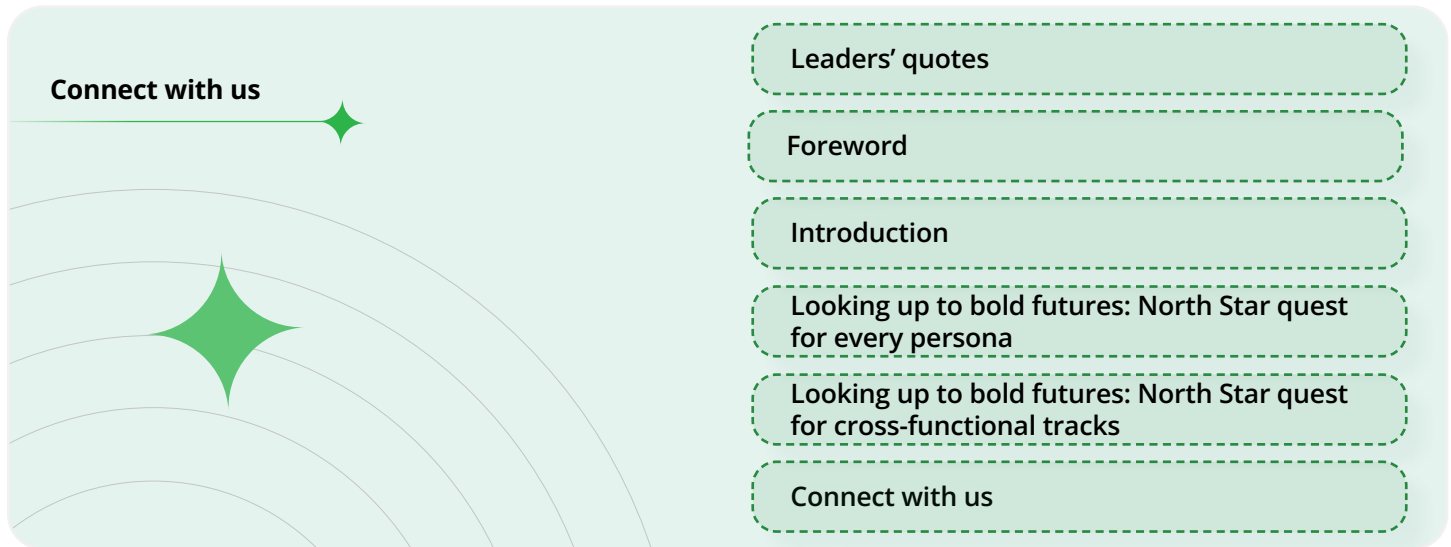 Connect with us
Leaders’ quotes
Foreword
Introduction
Looking up to bold futures: North Star quest
for every persona
Looking up to bold futures: North Star quest
for cross-functional tracks
Connect with us